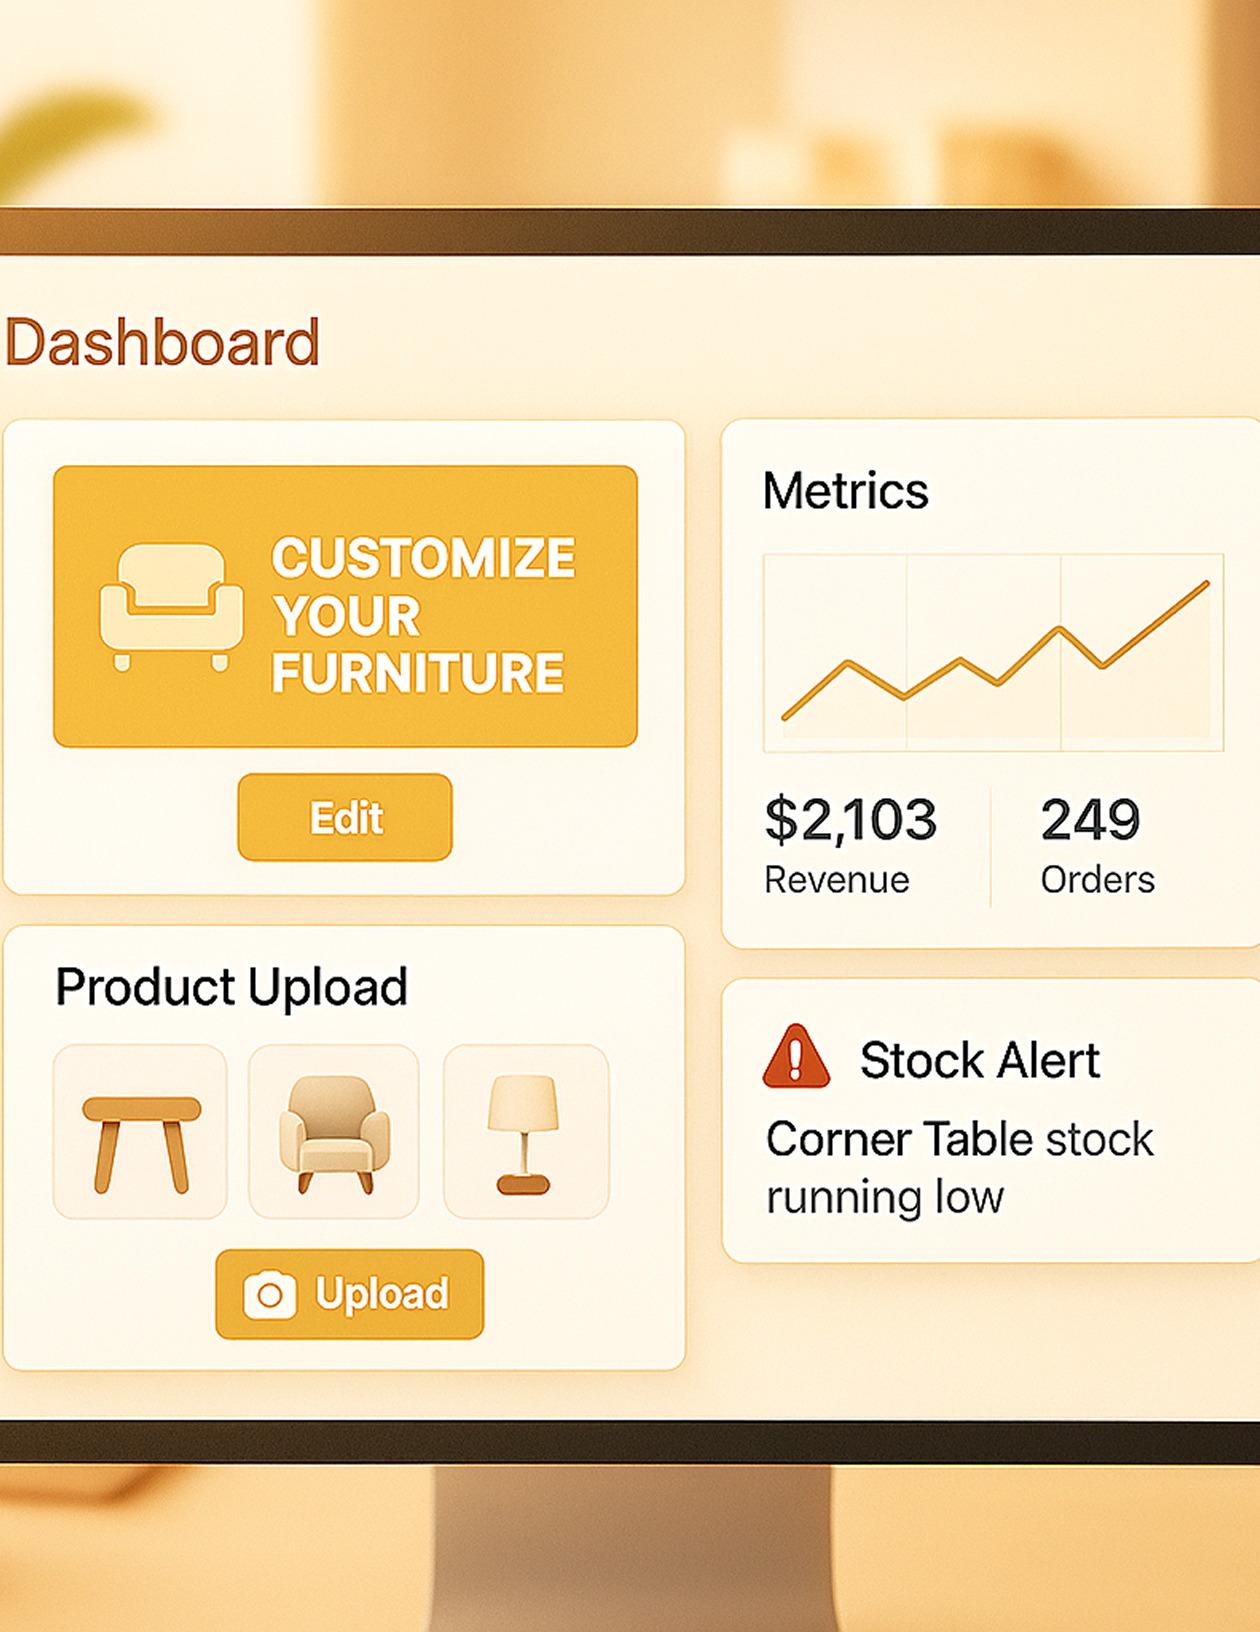 Dashboard
CUSTOMIZE
YOUR
FURNITURE
Edit
Product Upload
Upload
Metrics
$2,103
Revenue
249
Orders
Stock Alert
Corner Table stock
running low